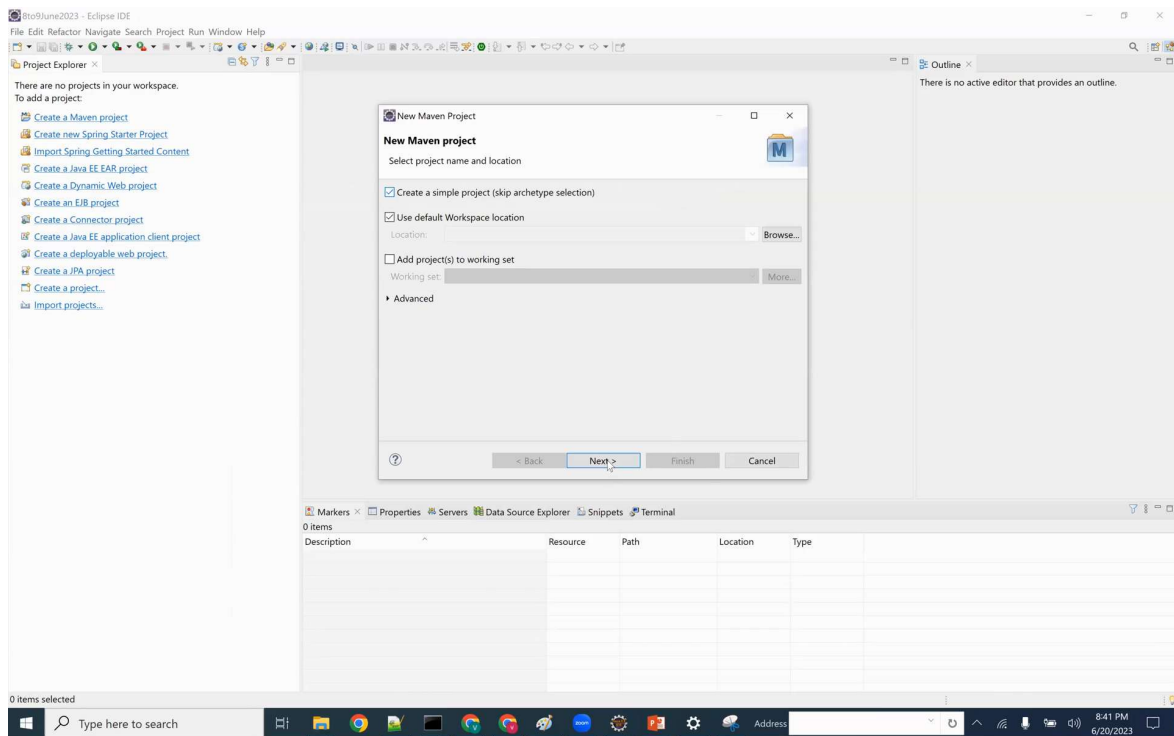 8to9June2023 - Eclipse IDE
File Edit Refactor Navigate Search Project Run Window Help
Project Explorer
There are no projects in your workspace.
To add a project:
Create a Maven project
Create new Spring Starter Project
Import Spring Getting Started Content
Create a Java EE EAR project
Create a Dynamic Web project
Create an EJB project
Create a Connector project
Create a Java EE application client project
Create a deployable web project.
Create a JPA project
Create a project...
Import projects...
New Maven Project
New Maven project
Select project name and location
M
Create a simple project (skip archetype selection)
Use default Workspace location
Location:
Browse...
Add project(s) to working set
Working set:
More...
Advanced
< Back Next > Finish Cancel
Outline
There is no active editor that provides an outline.
Markers Properties Servers Data Source Explorer Snippets Terminal
0 items
Description Resource Path Location Type
0 items selected
Type here to search
zoom
Address
8:41 PM
6/20/2023